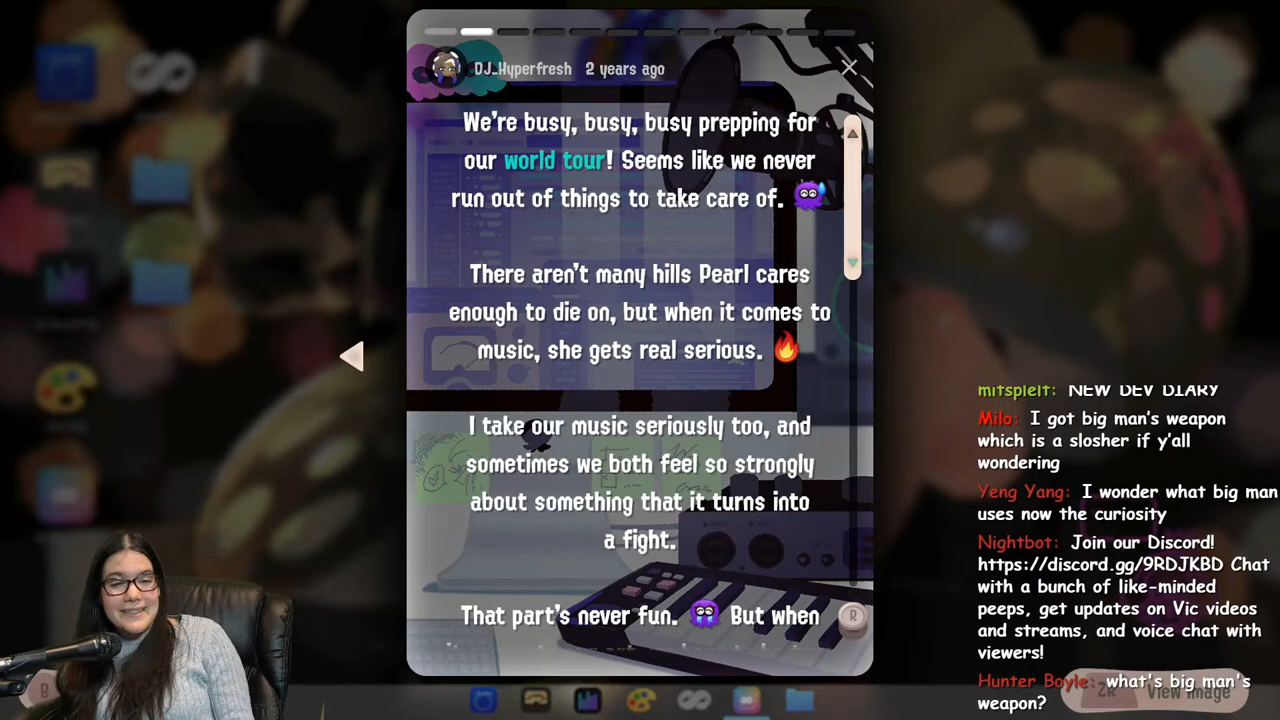 DJ_Hyperfresh 2 years ago
We're busy, busy, busy prepping for
our world tour! Seems like we never
run out of things to take care of.
There aren't many hills Pearl cares
enough to die on, but when it comes to
music, she gets real serious.
I take our music seriously too, and
sometimes we both feel so strongly
about something that it turns into
a fight.
That part's never fun. But when
R
mitspielt: NEW DEV DIARY
Milo: I got big man's weapon
which is a slosher if y'all
wondering
Yeng Yang: I wonder what big man
uses now the curiosity
Nightbot: Join our Discord!
https://discord.gg/9RDJKBD Chat
with a bunch of like-minded
peeps, get updates on Vic videos
and streams, and voice chat with
viewers!
Hunter Boyle: what's big man's
weapon?
ZR View Image